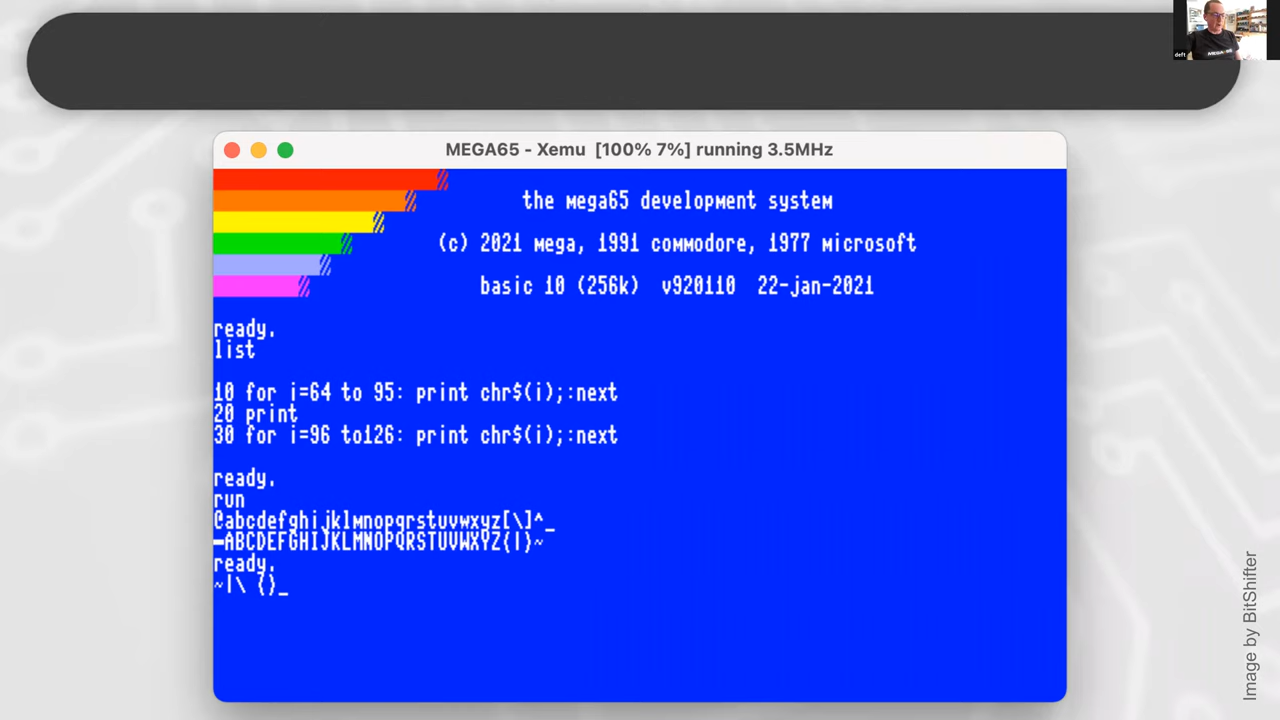 deft
MEGA65
MEGA65 - Xemu [100% 7%] running 3.5MHz
the mega65 development system
(c) 2021 mega, 1991 commodore, 1977 microsoft
basic 10 (256k) v920110 22-jan-2021
ready.
list
10 for i=64 to 95: print chr$(i);:next
20 print
30 for i=96 to126: print chr$(i);:next
ready.
run
@abcdefghijklmnopqrstuvwxyz[\]^_
━ABCDEFGHIJKLMNOPQRSTUVWXYZ{|}~
ready.
~|\ {}_
Image by BitShifter